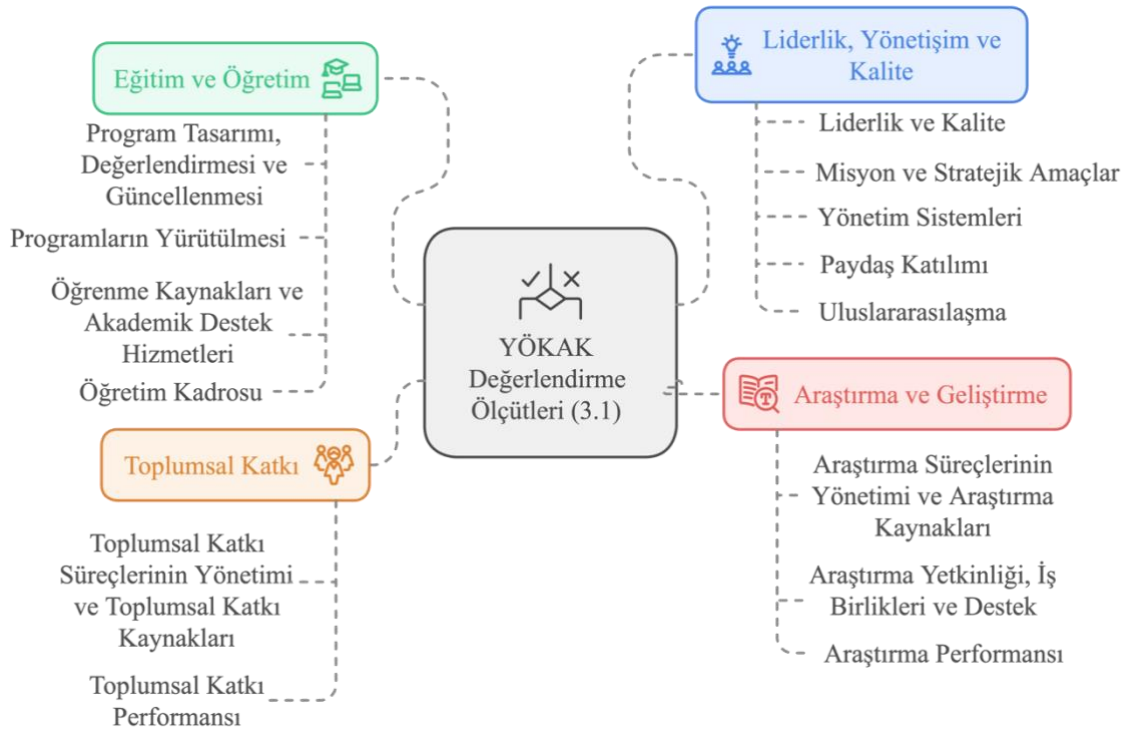 Eğitim ve Öğretim
Program Tasarımı,
Değerlendirmesi ve
Güncellenmesi
Programların Yürütülmesi
Öğrenme Kaynakları ve
Akademik Destek
Hizmetleri
Öğretim Kadrosu
Liderlik, Yönetişim ve
Kalite
Liderlik ve Kalite
Misyon ve Stratejik Amaçlar
Yönetim Sistemleri
Paydaş Katılımı
Uluslararasılaşma
YÖKAK
Değerlendirme
Ölçütleri (3.1)
Toplumsal Katkı
Toplumsal Katkı
Süreçlerinin Yönetimi
ve Toplumsal Katkı
Kaynakları
Toplumsal Katkı
Performansı
Araştırma ve Geliştirme
Araştırma Süreçlerinin
Yönetimi ve Araştırma
Kaynakları
Araştırma Yetkinliği, İş
Birlikleri ve Destek
Araştırma Performansı